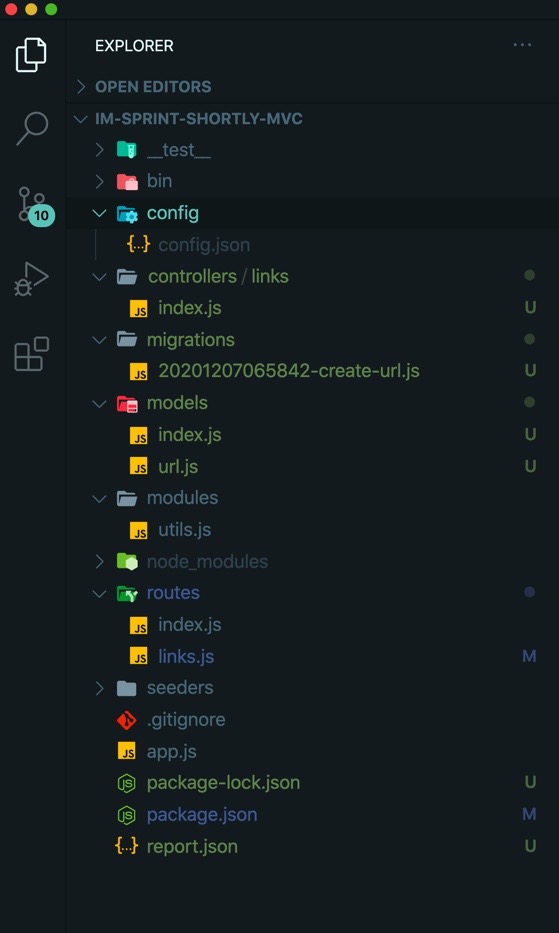 EXPLORER ...
OPEN EDITORS
IM-SPRINT-SHORTLY-MVC
__test__
bin
config
10
{..} config.json
controllers / links
JS index.js U
migrations
JS 20201207065842-create-url.js U
models
JS index.js U
JS url.js U
modules
JS utils.js
node_modules
routes
JS index.js
JS links.js M
seeders
.gitignore
JS app.js
JS package-lock.json U
JS package.json M
{..} report.json U